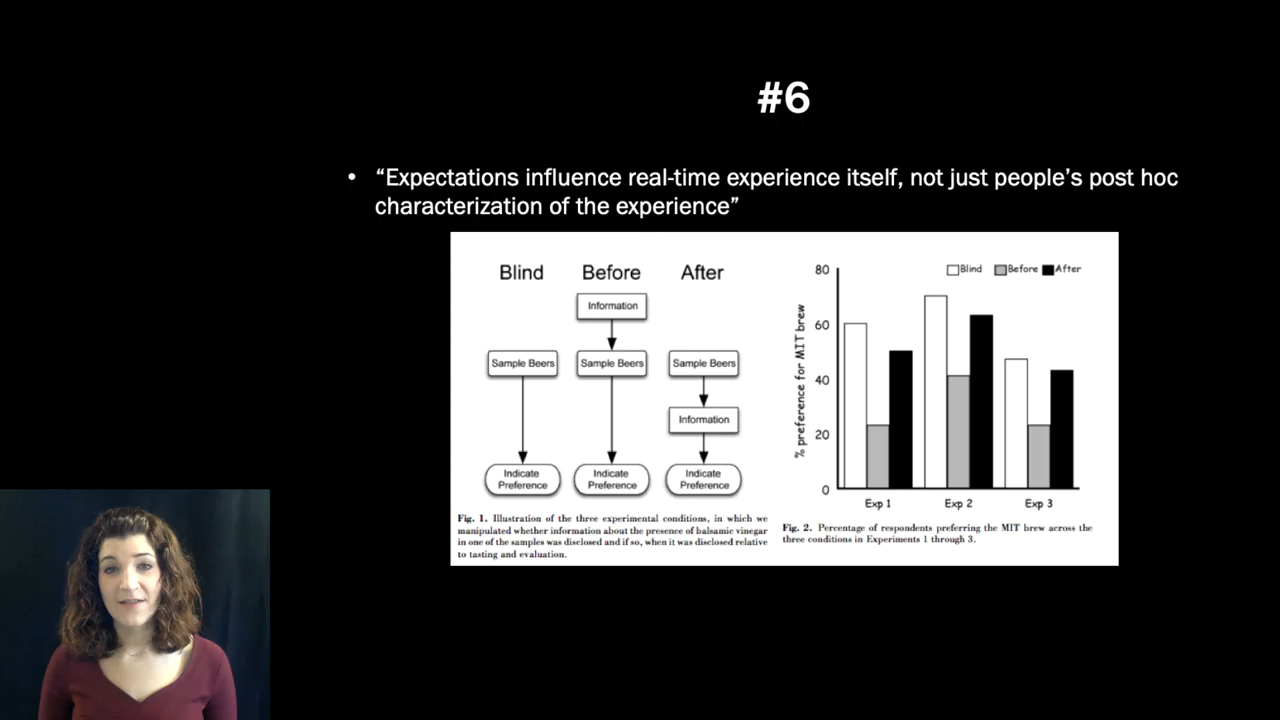 #6
• “Expectations influence real-time experience itself, not just people’s post hoc
characterization of the experience”
Blind Before After
Information
Sample Beers Sample Beers Sample Beers
Information
Indicate Preference Indicate Preference Indicate Preference
Fig. 1. Illustration of the three experimental conditions, in which we
manipulated whether information about the presence of balsamic vinegar
in one of the samples was disclosed and if so, when it was disclosed relative
to tasting and evaluation.
Blind Before After
% preference for MIT brew
80
60
40
20
0
Exp 1 Exp 2 Exp 3
Fig. 2. Percentage of respondents preferring the MIT brew across the
three conditions in Experiments 1 through 3.